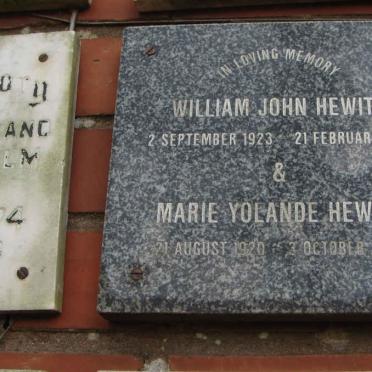 IN LOVING MEMORY
WILLIAM JOHN HEWIT
2 SEPTEMBER 1923 21 FEBRUAR
&
MARIE YOLANDE HEW
21 AUGUST 1920 - 3 OCTOBER